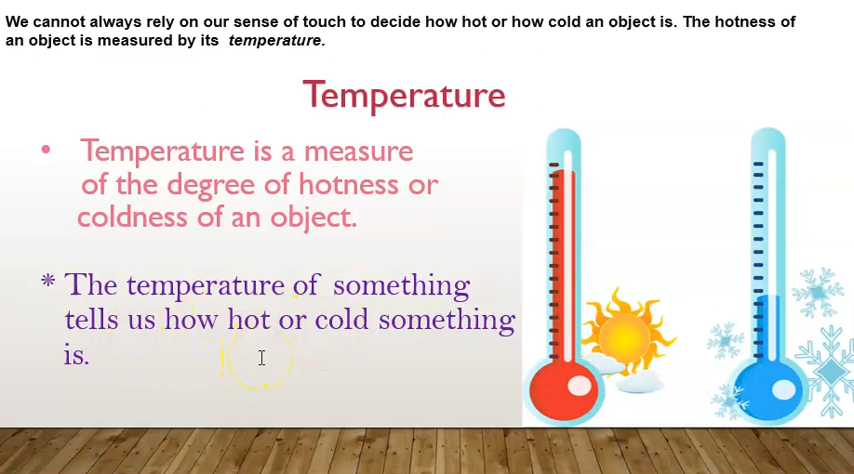 We cannot always rely on our sense of touch to decide how hot or how cold an object is. The hotness of
an object is measured by its temperature.
Temperature
• Temperature is a measure
of the degree of hotness or
coldness of an object.
* The temperature of something
tells us how hot or cold something
is.